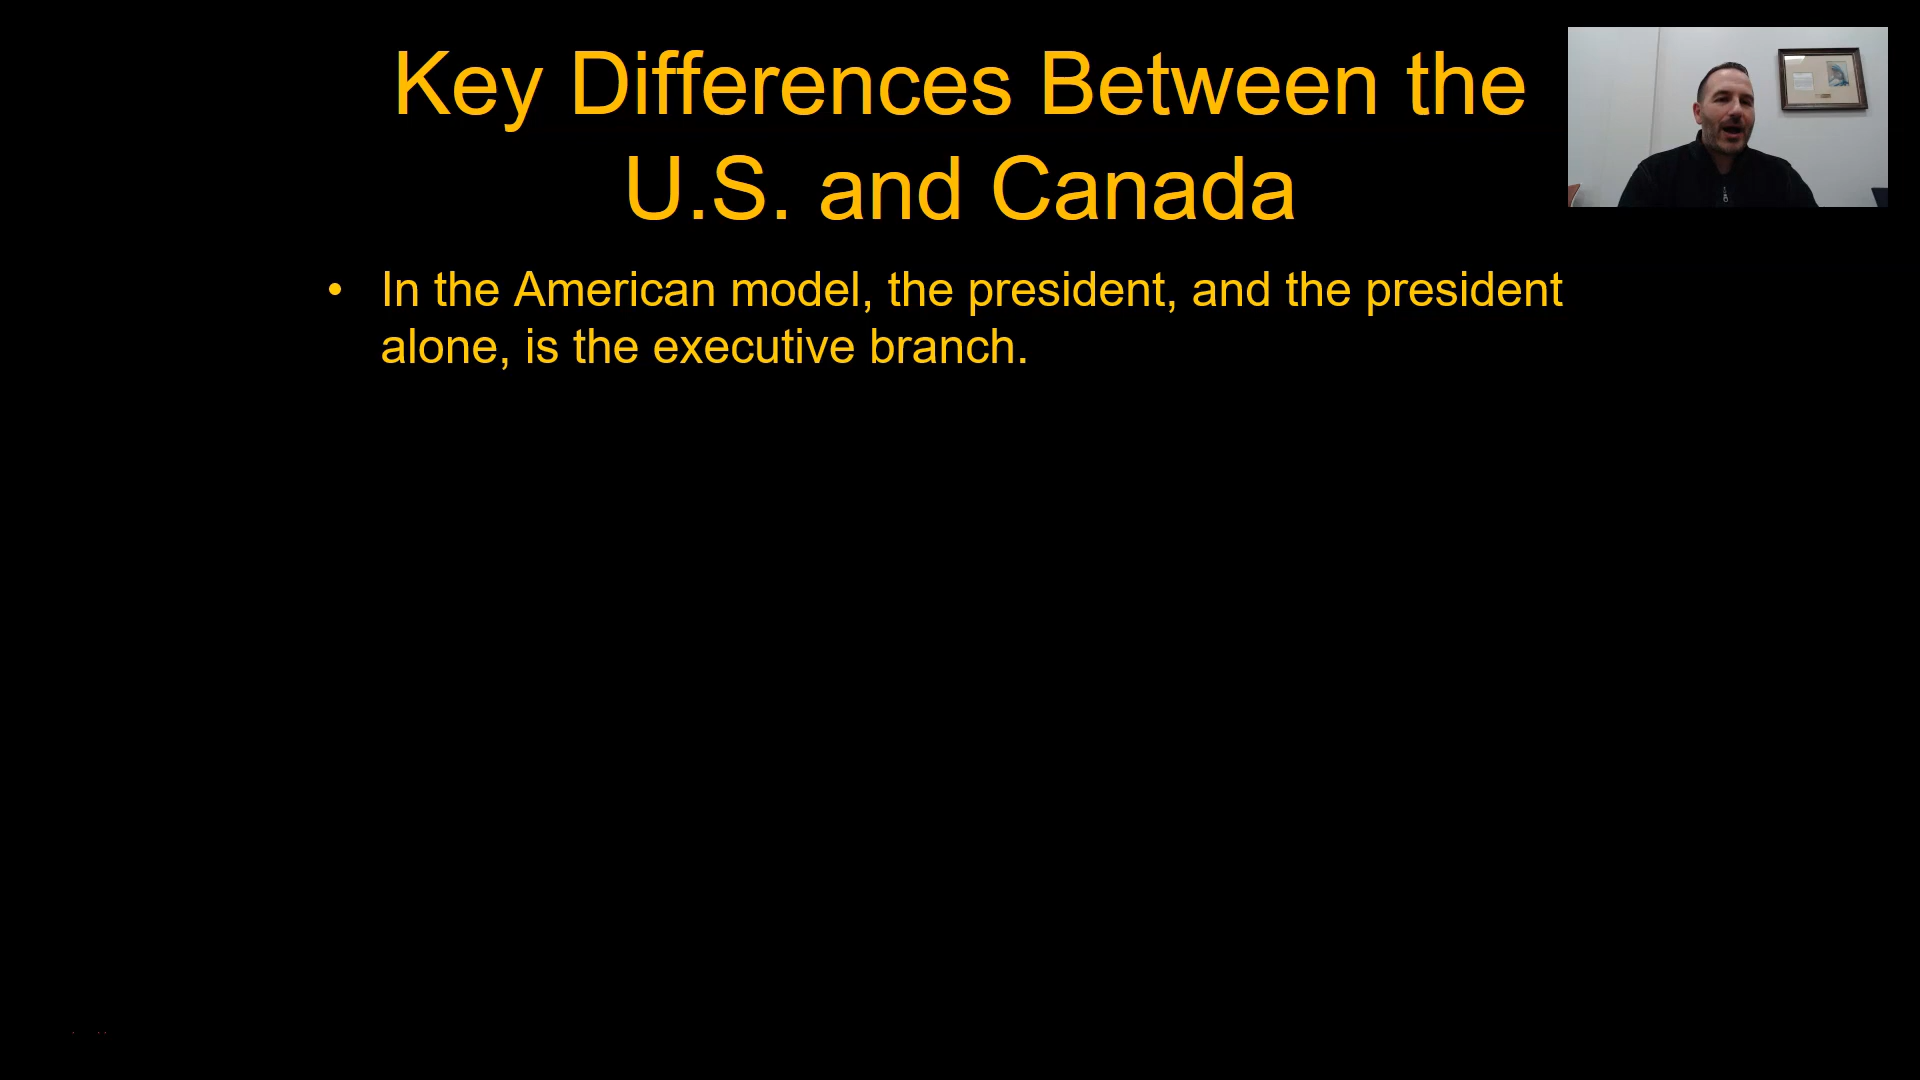 Key Differences Between the
U.S. and Canada
• In the American model, the president, and the president
alone, is the executive branch.